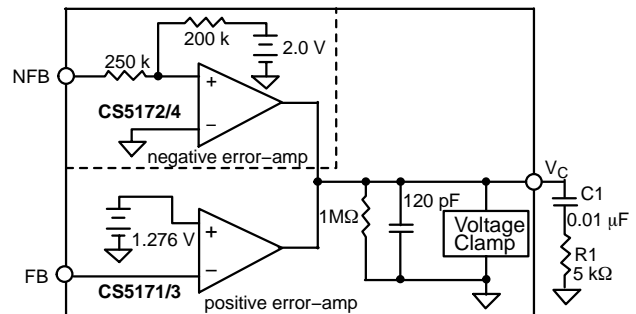 200 k
2.0 V
250 k
NFB
+
CS5172/4
−
negative error−amp
VC
C1
120 pF
0.01 µF
1MΩ
Voltage
Clamp
+
1.276 V
R1
5 kΩ
−
FB
CS5171/3
positive error−amp